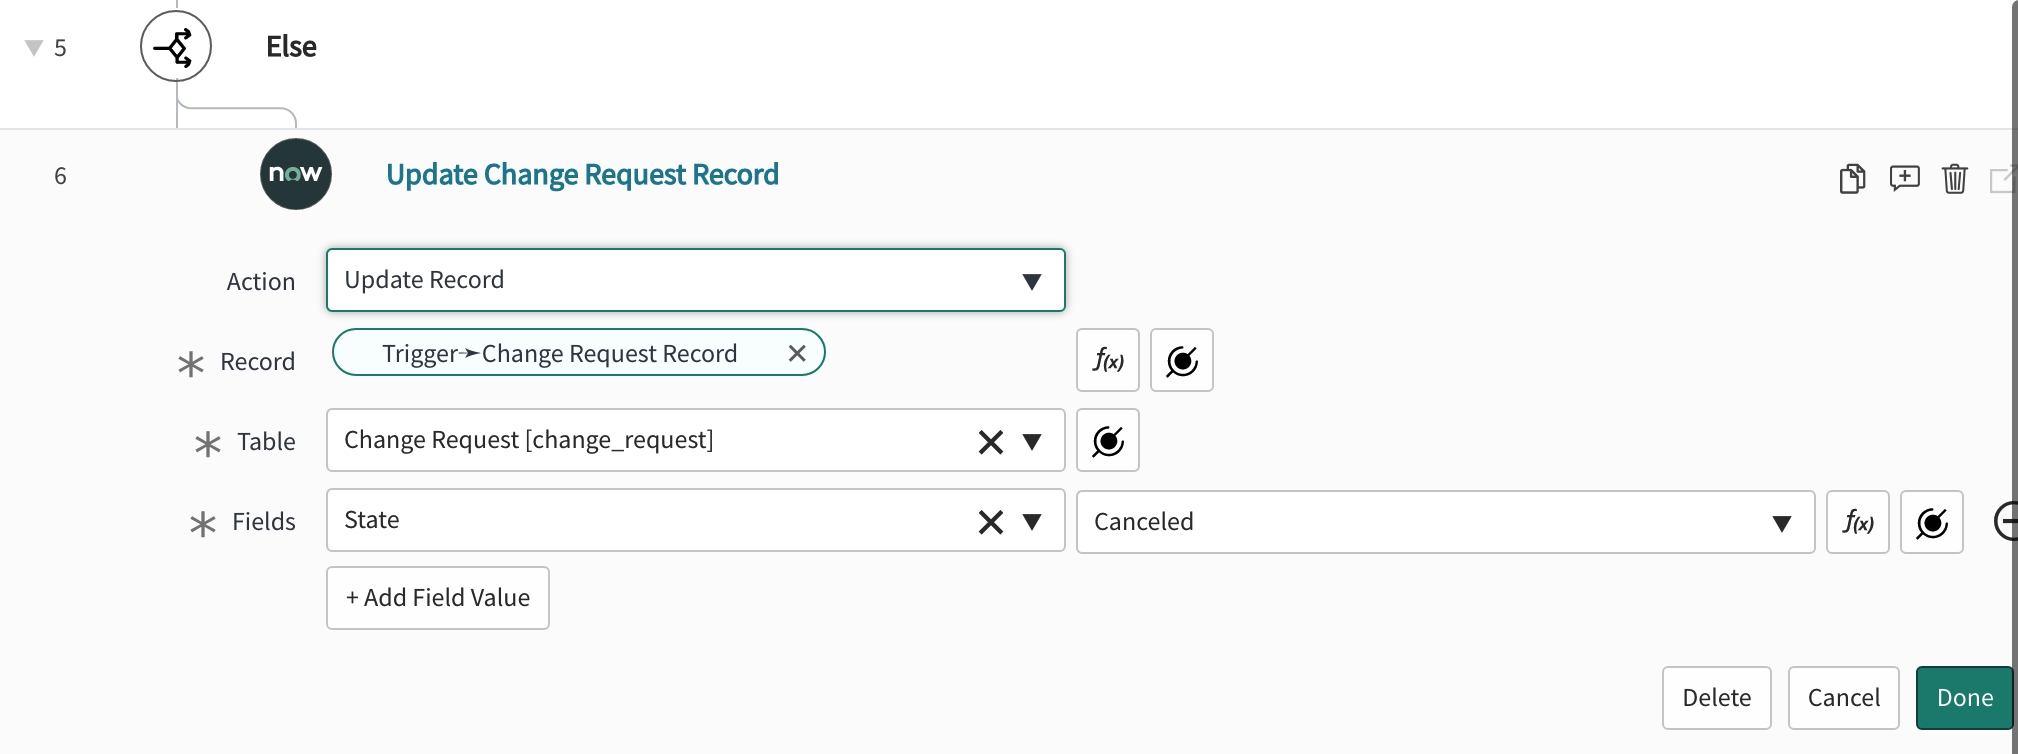 5 Else
6 now Update Change Request Record
Action Update Record
Record Trigger➛Change Request Record f(x)
Table Change Request [change_request]
Fields State Canceled f(x)
+ Add Field Value
Delete Cancel Done